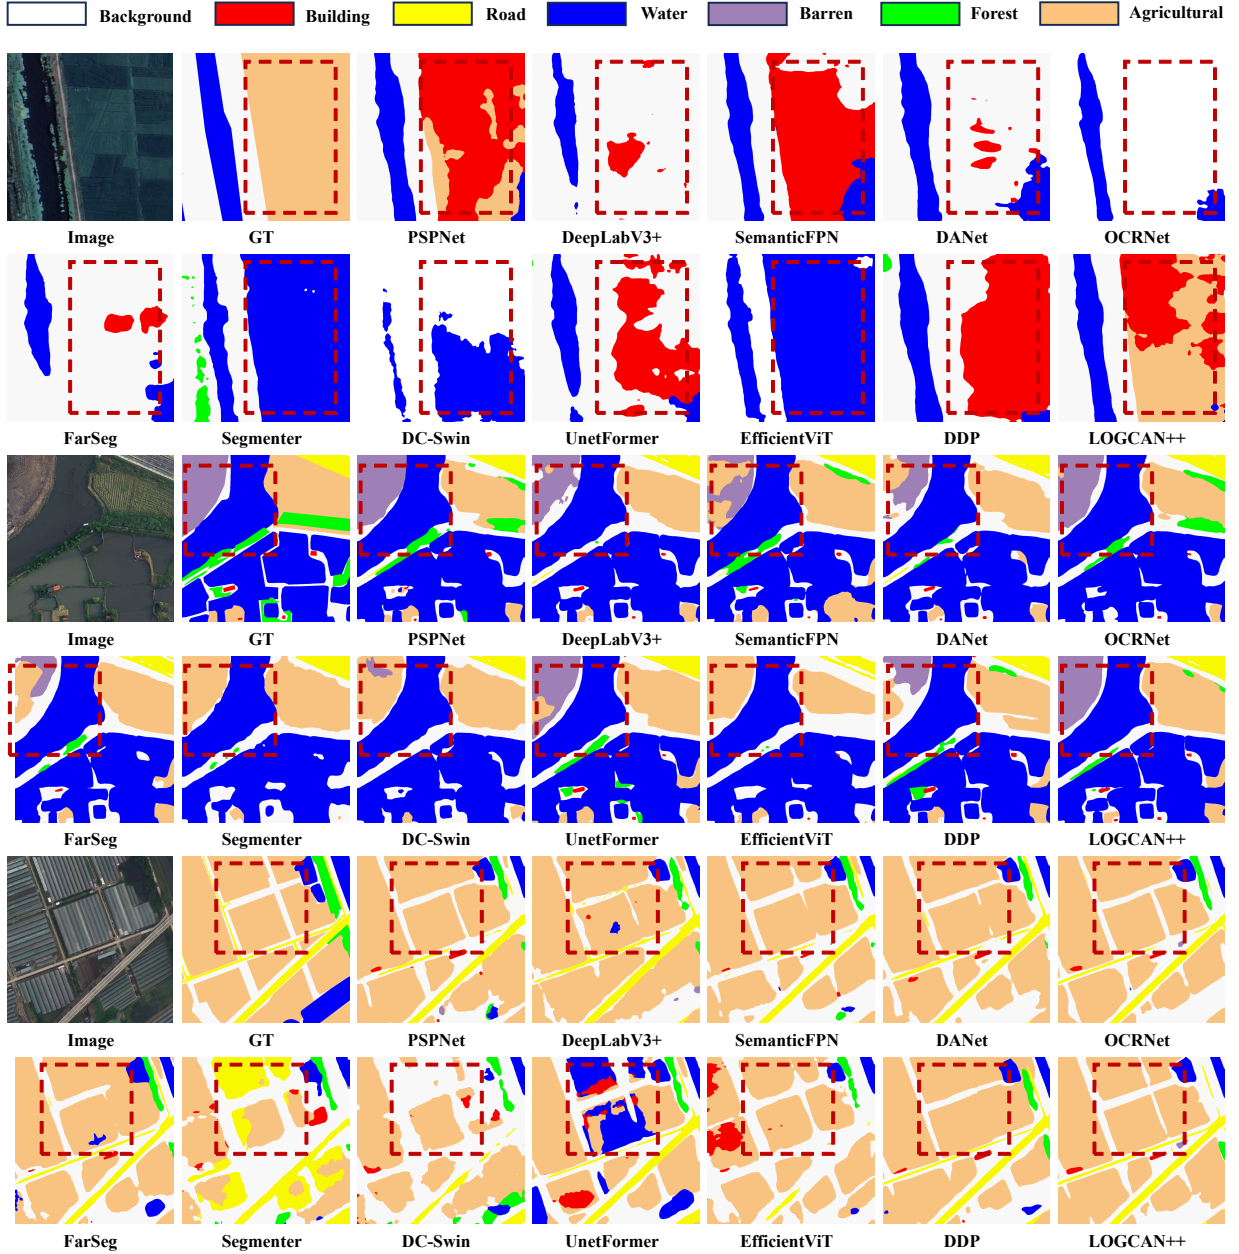 Background Building Road Water Barren Forest Agricultural
Image GT PSPNet DeepLabV3+ SemanticFPN DANet OCRNet
FarSeg Segmenter DC-Swin UnetFormer EfficientViT DDP LOGCAN++
Image GT PSPNet DeepLabV3+ SemanticFPN DANet OCRNet
FarSeg Segmenter DC-Swin UnetFormer EfficientViT DDP LOGCAN++
Image GT PSPNet DeepLabV3+ SemanticFPN DANet OCRNet
FarSeg Segmenter DC-Swin UnetFormer EfficientViT DDP LOGCAN++